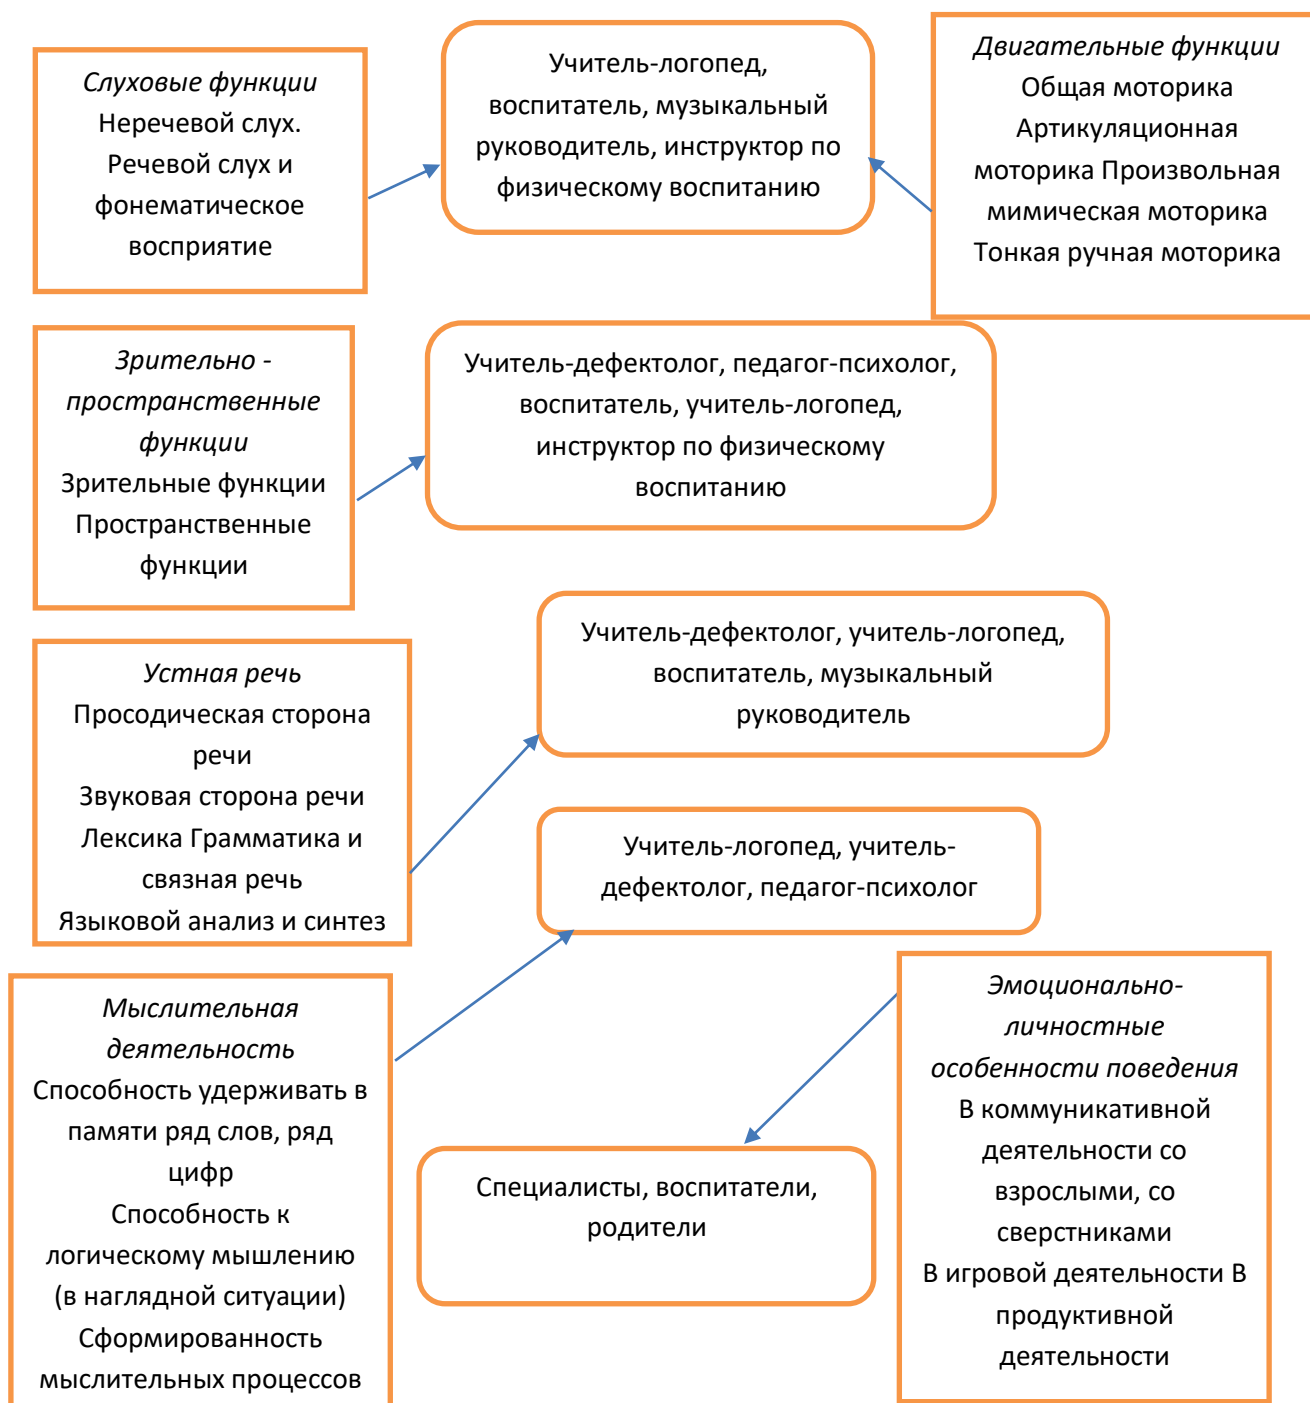 Слуховые функции
Неречевой слух.
Речевой слух и
фонематическое
восприятие
Учитель-логопед,
воспитатель, музыкальный
руководитель, инструктор по
физическому воспитанию
Двигательные функции
Общая моторика
Артикуляционная
моторика Произвольная
мимическая моторика
Тонкая ручная моторика
Зрительно -
пространственные
функции
Зрительные функции
Пространственные
функции
Учитель-дефектолог, педагог-психолог,
воспитатель, учитель-логопед,
инструктор по физическому
воспитанию
Устная речь
Просодическая сторона
речи
Звуковая сторона речи
Лексика Грамматика и
связная речь
Языковой анализ и синтез
Учитель-дефектолог, учитель-логопед,
воспитатель, музыкальный
руководитель
Учитель-логопед, учитель-
дефектолог, педагог-психолог
Мыслительная
деятельность
Способность удерживать в
памяти ряд слов, ряд
цифр
Способность к
логическому мышлению
(в наглядной ситуации)
Сформированность
мыслительных процессов
Специалисты, воспитатели,
родители
Эмоционально-
личностные
особенности поведения
В коммуникативной
деятельности со
взрослыми, со
сверстниками
В игровой деятельности В
продуктивной
деятельности